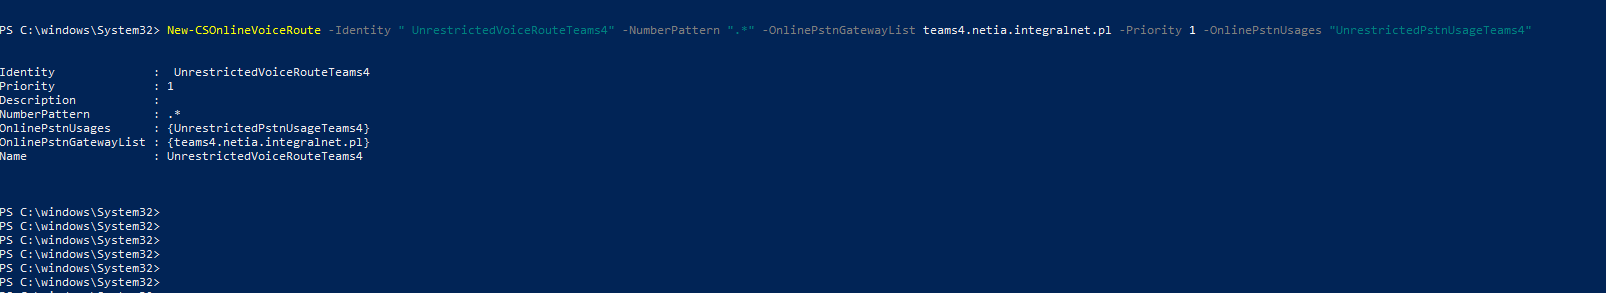 PS C:\windows\System32> New-CSOnlineVoiceRoute -Identity " UnrestrictedVoiceRouteTeams4" -NumberPattern ".*" -OnlinePstnGatewayList teams4.netia.integralnet.pl -Priority 1 -OnlinePstnUsages "UnrestrictedPstnUsageTeams4"
Identity              :  UnrestrictedVoiceRouteTeams4
Priority              : 1
Description           :
NumberPattern         : .*
OnlinePstnUsages      : {UnrestrictedPstnUsageTeams4}
OnlinePstnGatewayList : {teams4.netia.integralnet.pl}
Name                  : UnrestrictedVoiceRouteTeams4
PS C:\windows\System32>
PS C:\windows\System32>
PS C:\windows\System32>
PS C:\windows\System32>
PS C:\windows\System32>
PS C:\windows\System32>